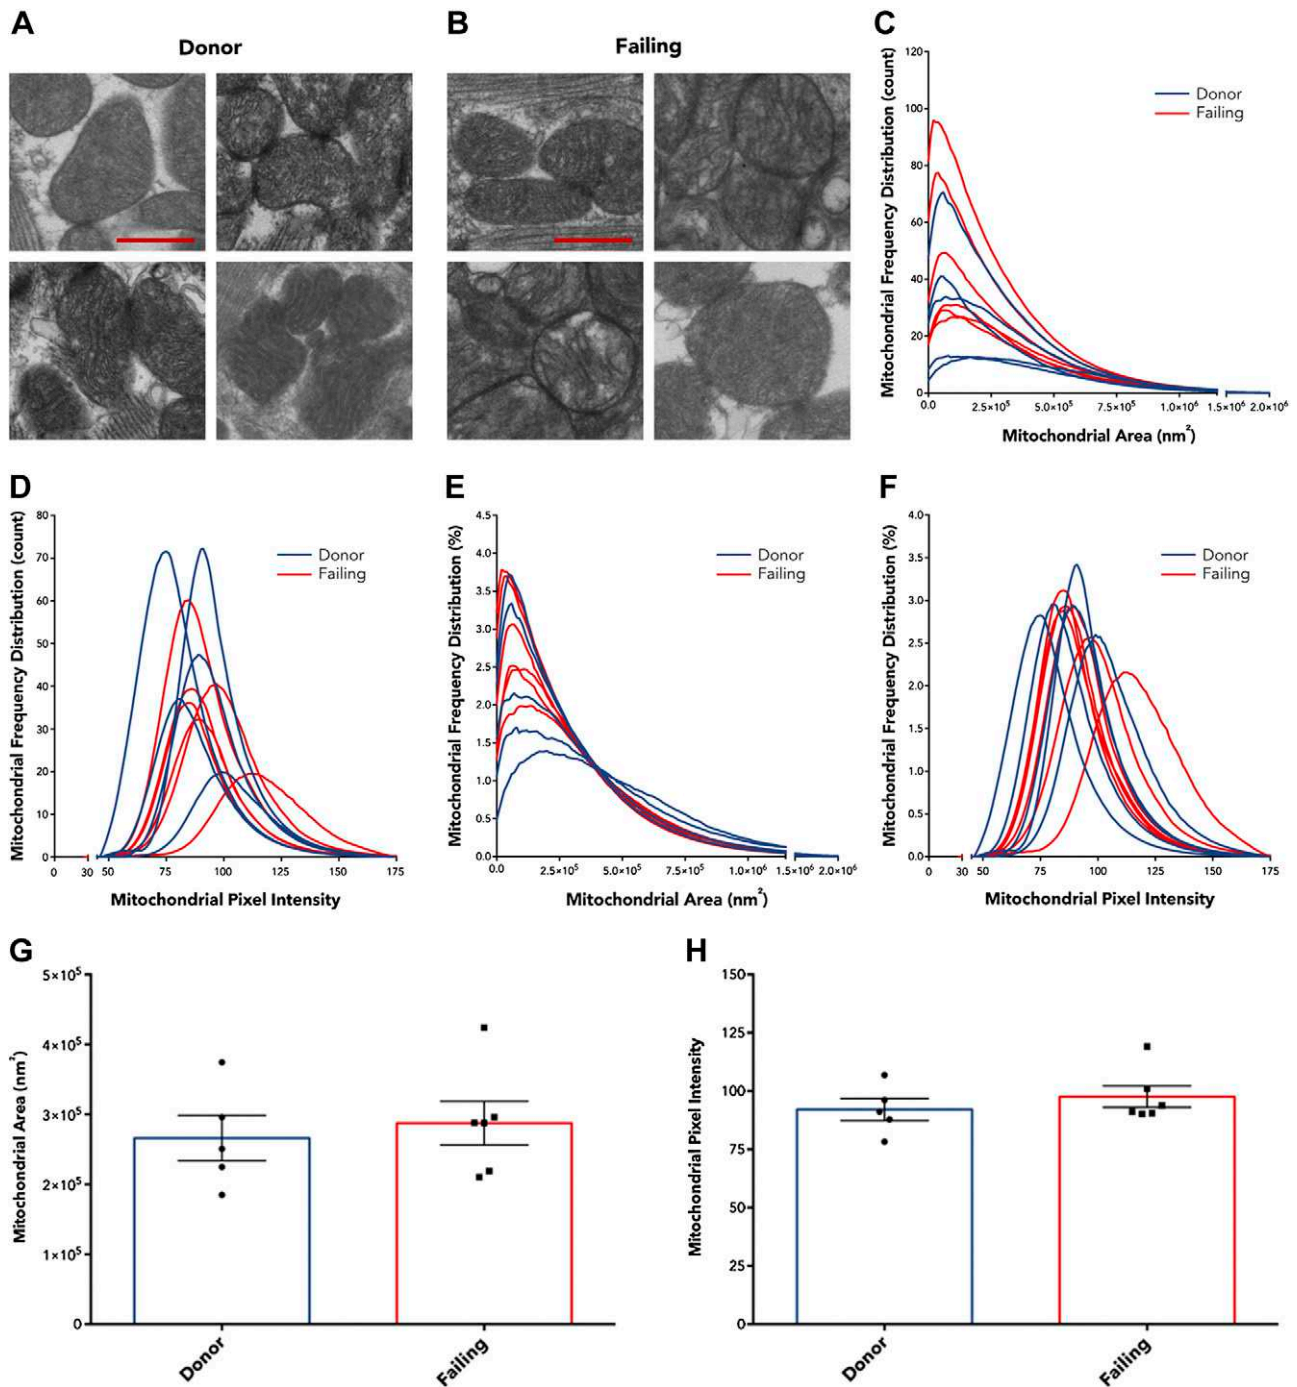 A
Donor
B
Failing
C
Mitochondrial Frequency Distribution (count)
120
100
80
60
40
20
0
Donor
Failing
0.0 2.5×10⁵ 5.0×10⁵ 7.5×10⁵ 1.0×10⁶ 1.5×10⁶ 2.0×10⁶
Mitochondrial Area (nm²)
D
Mitochondrial Frequency Distribution (count)
80
70
60
50
40
30
20
10
0
Donor
Failing
0 30 50 75 100 125 150 175
Mitochondrial Pixel Intensity
E
Mitochondrial Frequency Distribution (%)
4.5
4.0
3.5
3.0
2.5
2.0
1.5
1.0
0.5
0.0
Donor
Failing
0.0 2.5×10⁵ 5.0×10⁵ 7.5×10⁵ 1.0×10⁶ 1.5×10⁶ 2.0×10⁶
Mitochondrial Area (nm²)
F
Mitochondrial Frequency Distribution (%)
4.0
3.5
3.0
2.5
2.0
1.5
1.0
0.5
0.0
Donor
Failing
0 30 50 75 100 125 150 175
Mitochondrial Pixel Intensity
G
Mitochondrial Area (nm²)
5×10⁵
4×10⁵
3×10⁵
2×10⁵
1×10⁵
0
Donor
Failing
H
Mitochondrial Pixel Intensity
150
125
100
75
50
25
0
Donor
Failing